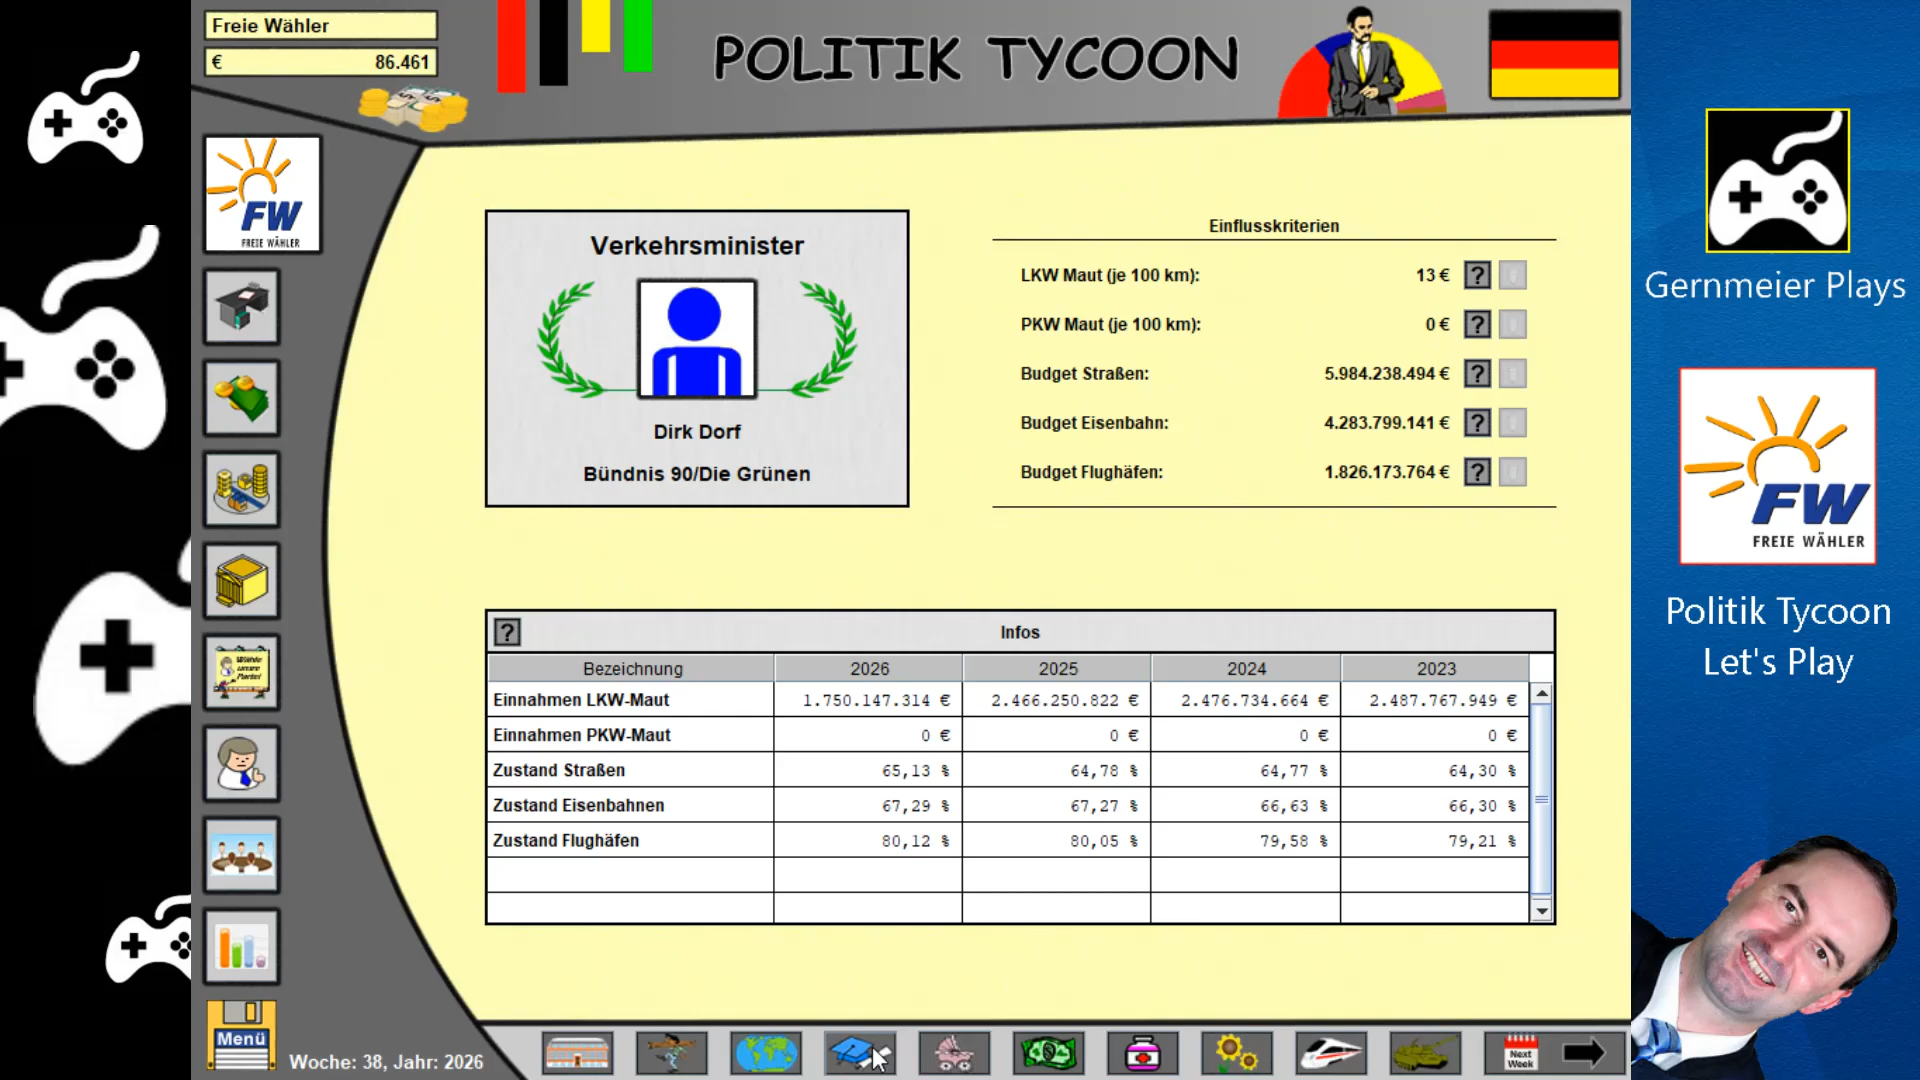 Freie Wähler
€ 86.461
POLITIK TYCOON
FW
FREIE WÄHLER
Verkehrsminister
Dirk Dorf
Bündnis 90/Die Grünen
Einflusskriterien
LKW Maut (je 100 km): 13 € ?
PKW Maut (je 100 km): 0 € ?
Budget Straßen: 5.984.238.494 € ?
Budget Eisenbahn: 4.283.799.141 € ?
Budget Flughäfen: 1.826.173.764 € ?
? Infos
Bezeichnung 2026 2025 2024 2023
Einnahmen LKW-Maut 1.750.147.314 € 2.466.250.822 € 2.476.734.664 € 2.487.767.949 €
Einnahmen PKW-Maut 0 € 0 € 0 € 0 €
Zustand Straßen 65,13 % 64,78 % 64,77 % 64,30 %
Zustand Eisenbahnen 67,29 % 67,27 % 66,63 % 66,30 %
Zustand Flughäfen 80,12 % 80,05 % 79,58 % 79,21 %
Menü
Woche: 38, Jahr: 2026
Next
Week
Gernmeier Plays
FW
FREIE WÄHLER
Politik Tycoon
Let's Play